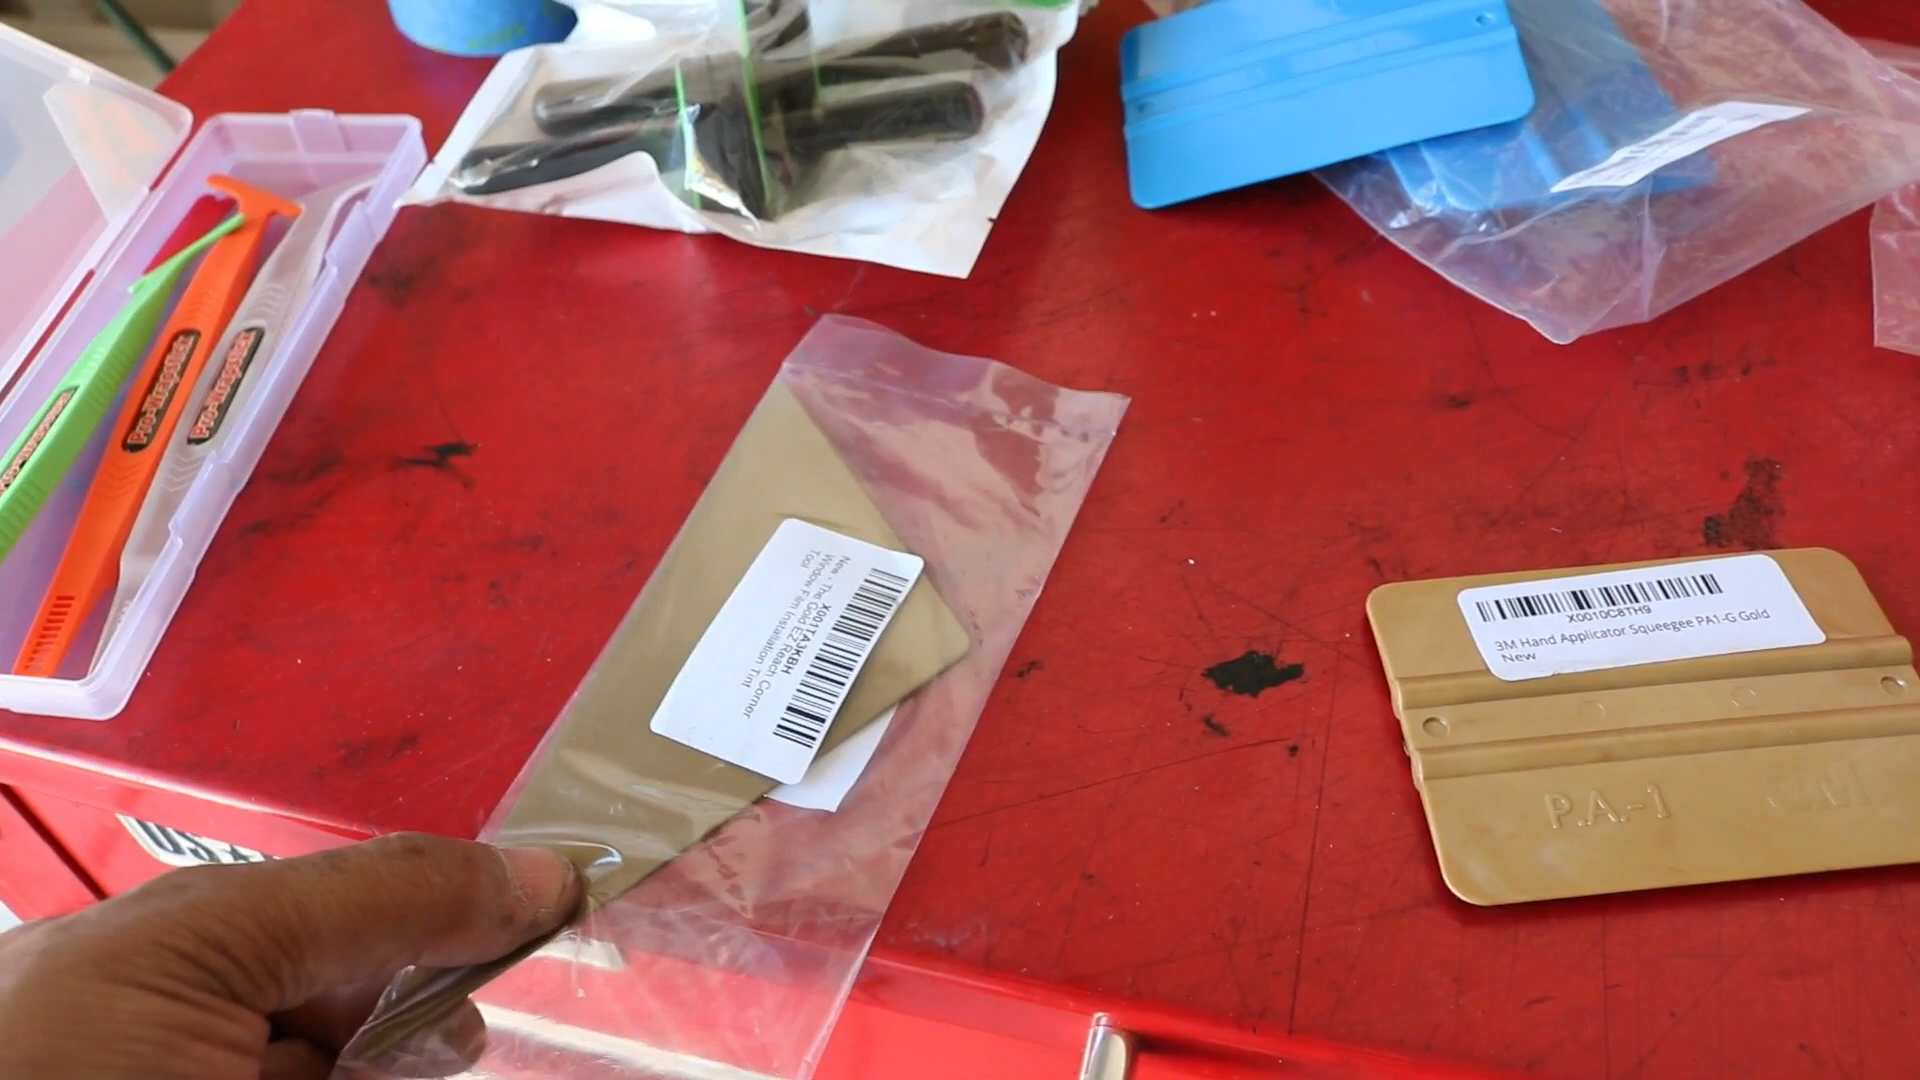 Pro-Wrapstick
Pro-Wrapstick
X001TA3KBH
New - The Gold EZ Reach Corner
Window Film Installation Tint
Tool
X0010C8TH9
3M Hand Applicator Squeegee PA1-G Gold
New
P.A.-1
3M